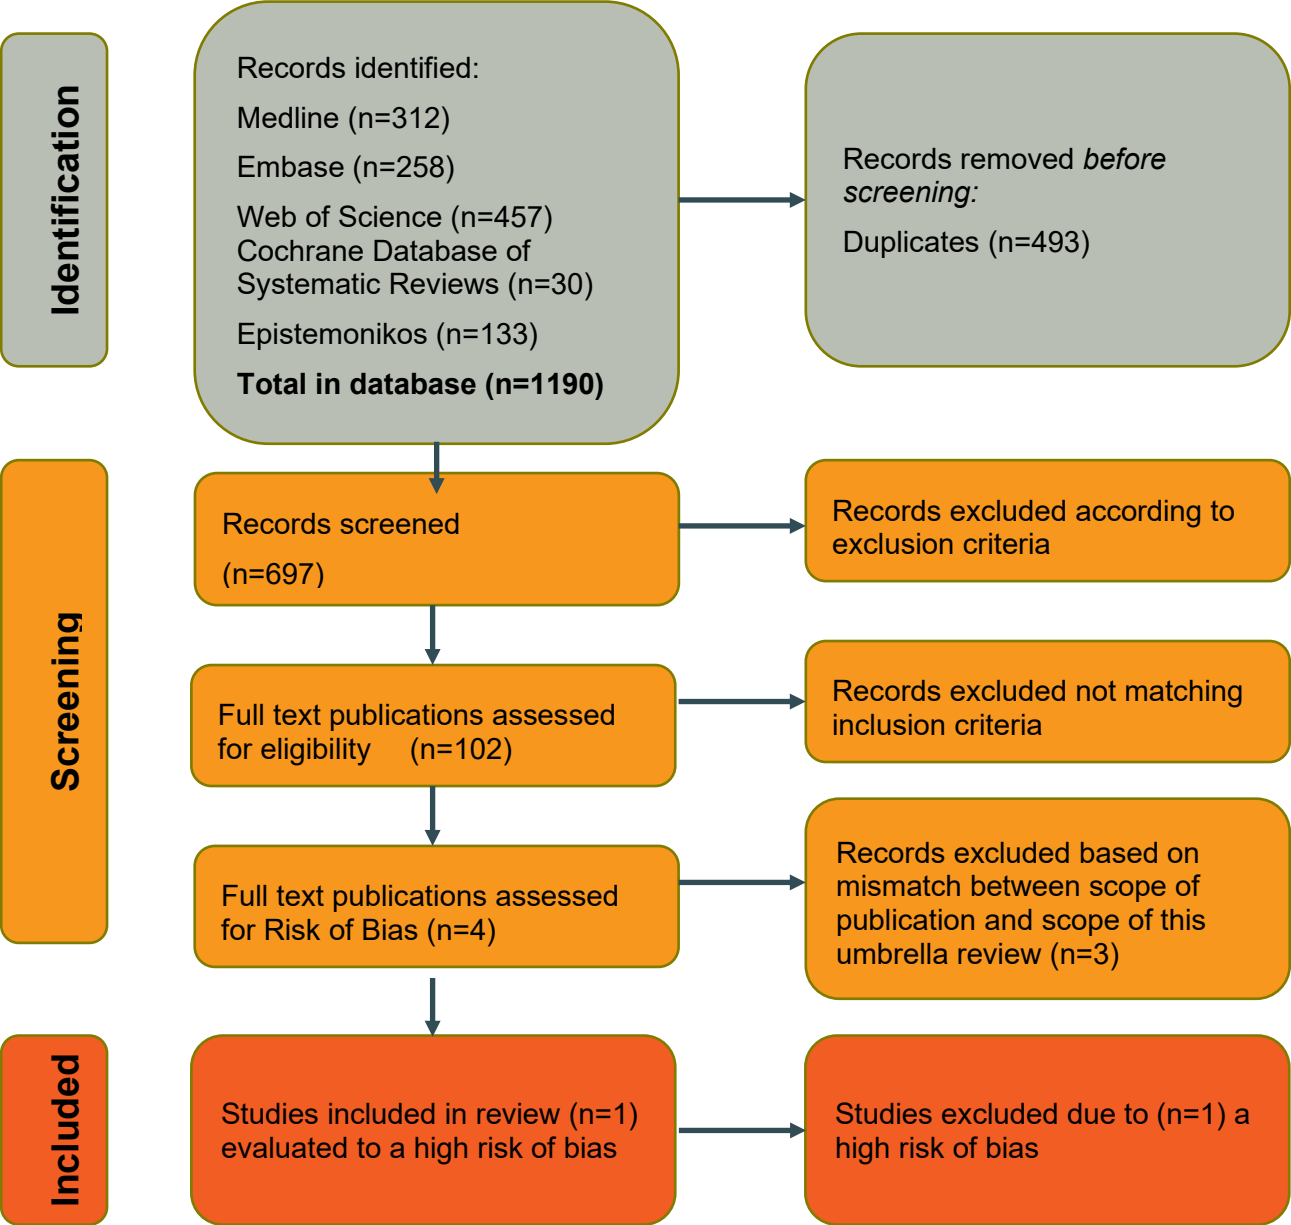 Identification
Records identified:
Medline (n=312)
Embase (n=258)
Web of Science (n=457)
Cochrane Database of
Systematic Reviews (n=30)
Epistemonikos (n=133)
Total in database (n=1190)
Records removed before
screening:
Duplicates (n=493)
Screening
Records screened
(n=697)
Records excluded according to
exclusion criteria
Full text publications assessed
for eligibility (n=102)
Records excluded not matching
inclusion criteria
Full text publications assessed
for Risk of Bias (n=4)
Records excluded based on
mismatch between scope of
publication and scope of this
umbrella review (n=3)
Included
Studies included in review (n=1)
evaluated to a high risk of bias
Studies excluded due to (n=1) a
high risk of bias